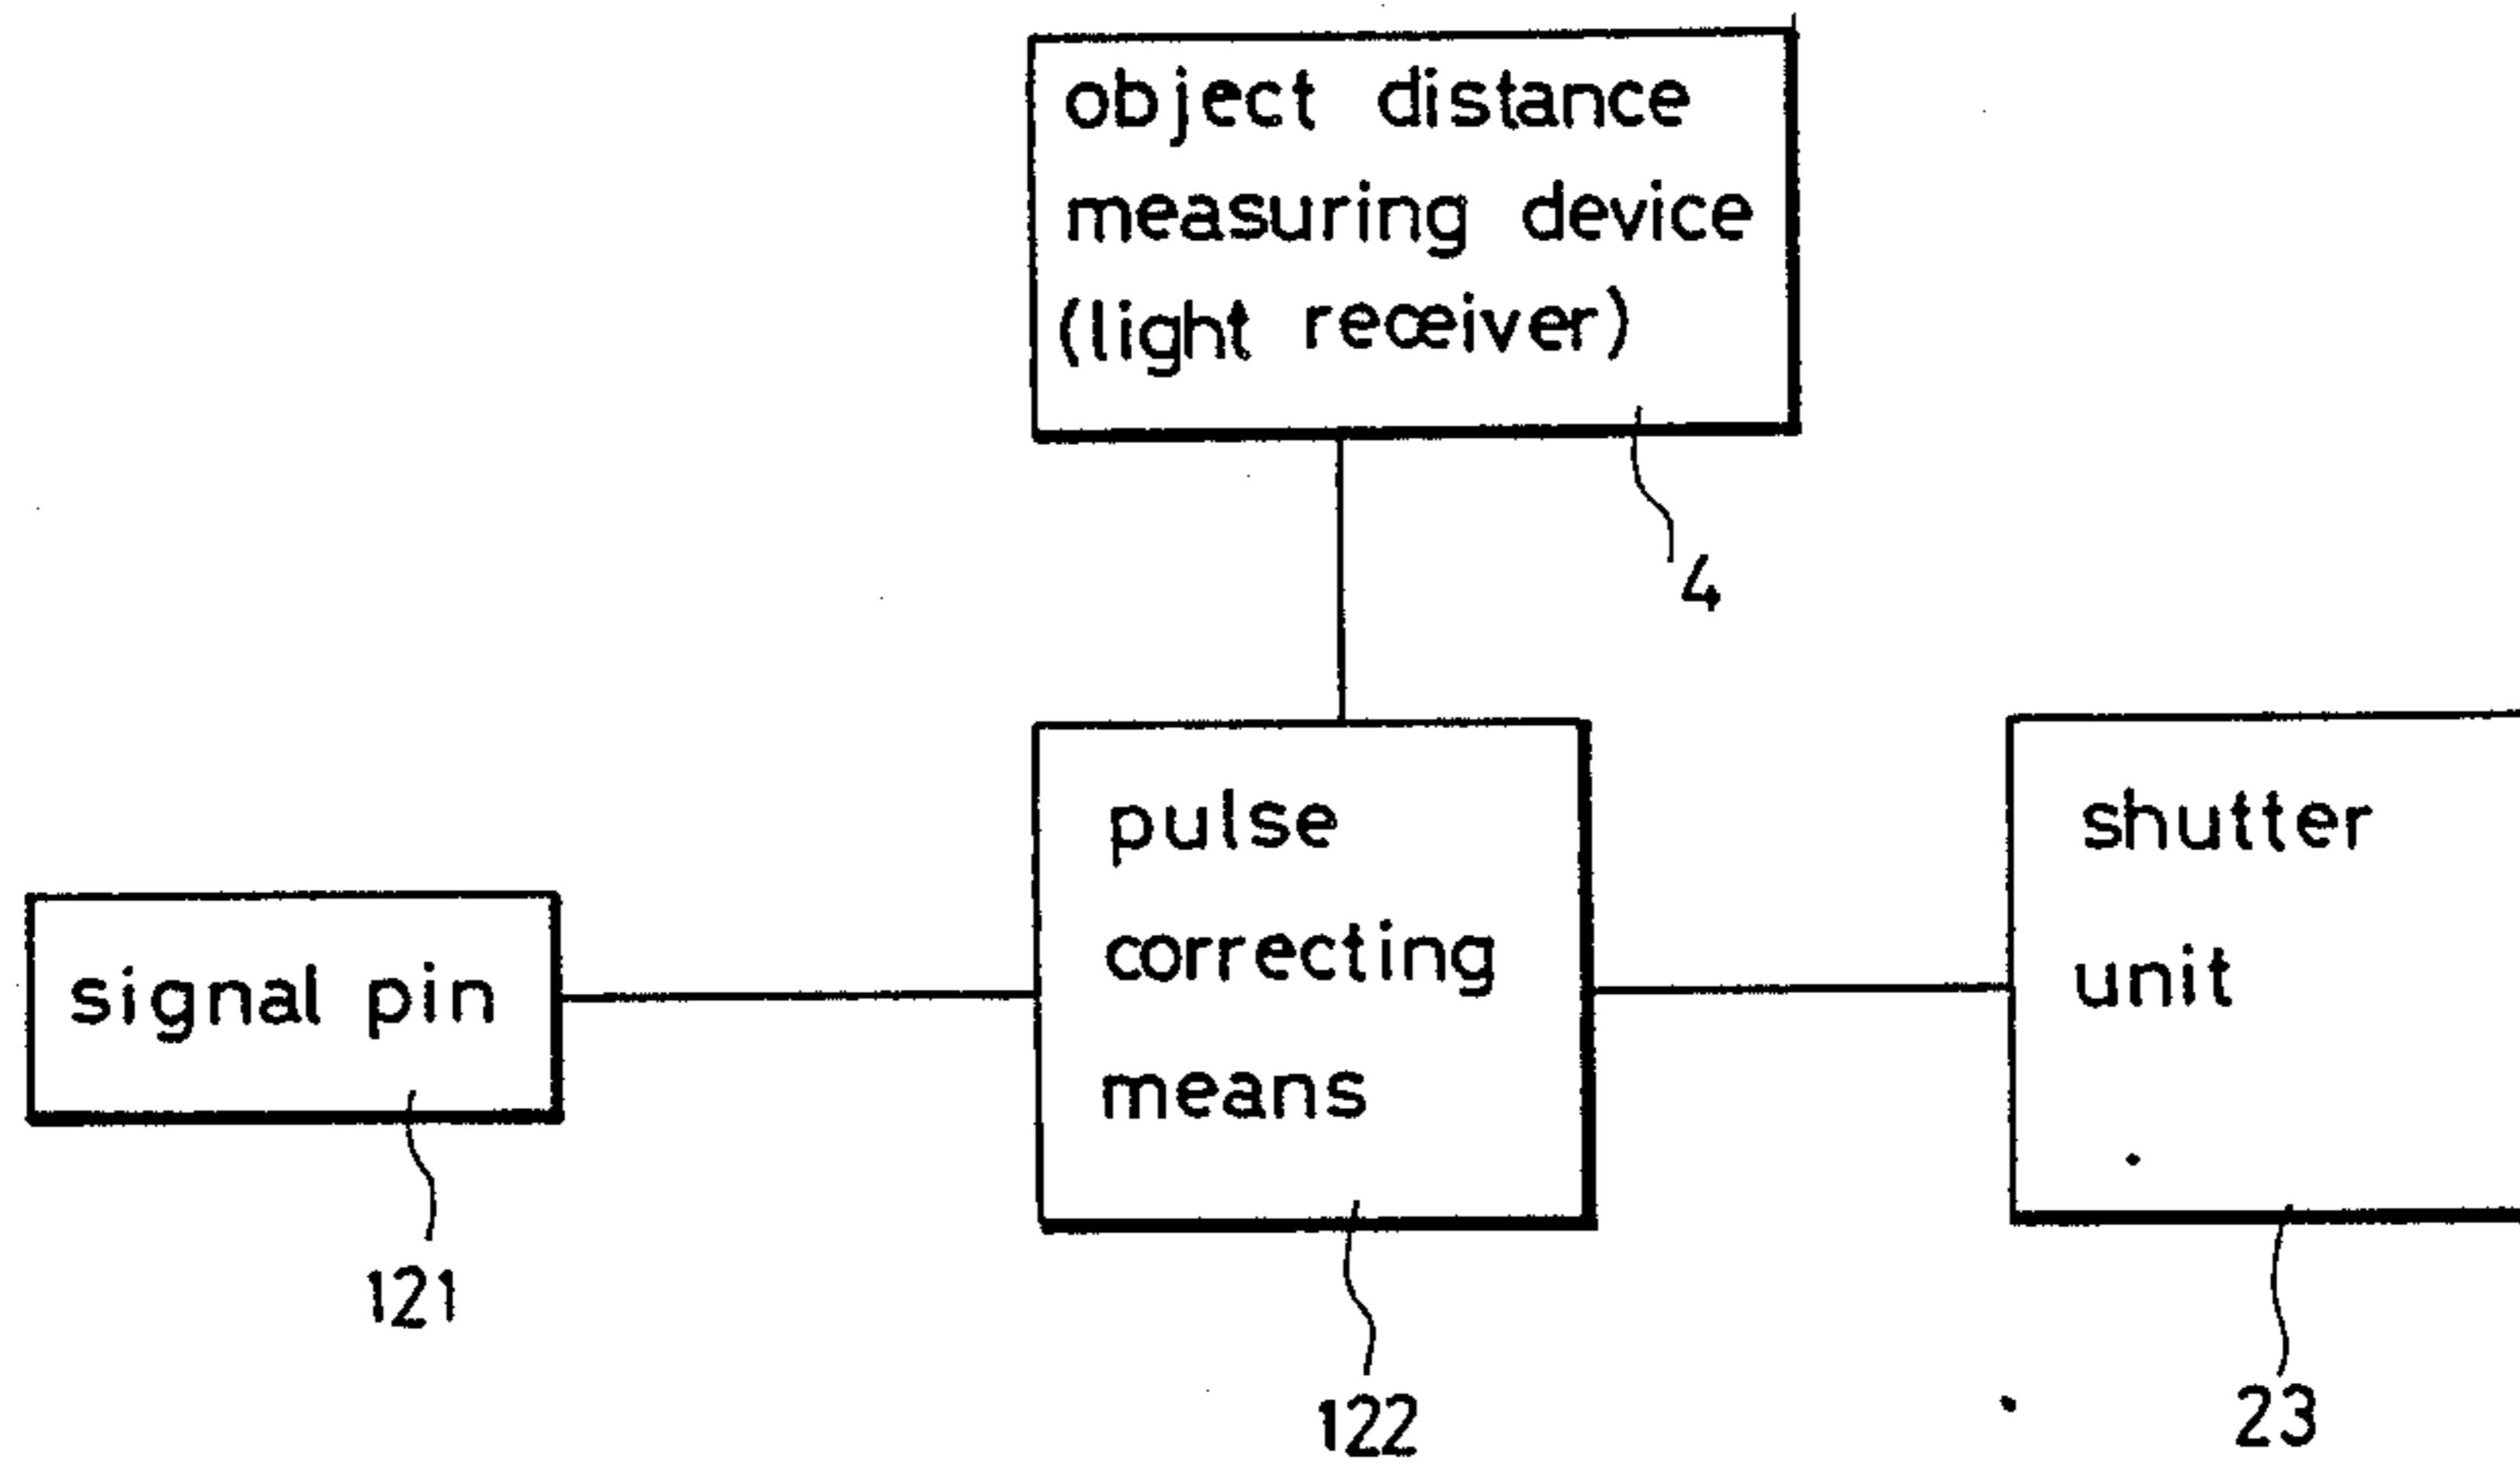 object distance
measuring device
(light receiver)
4
pulse
correcting
means
122
signal pin
121
shutter
unit
23